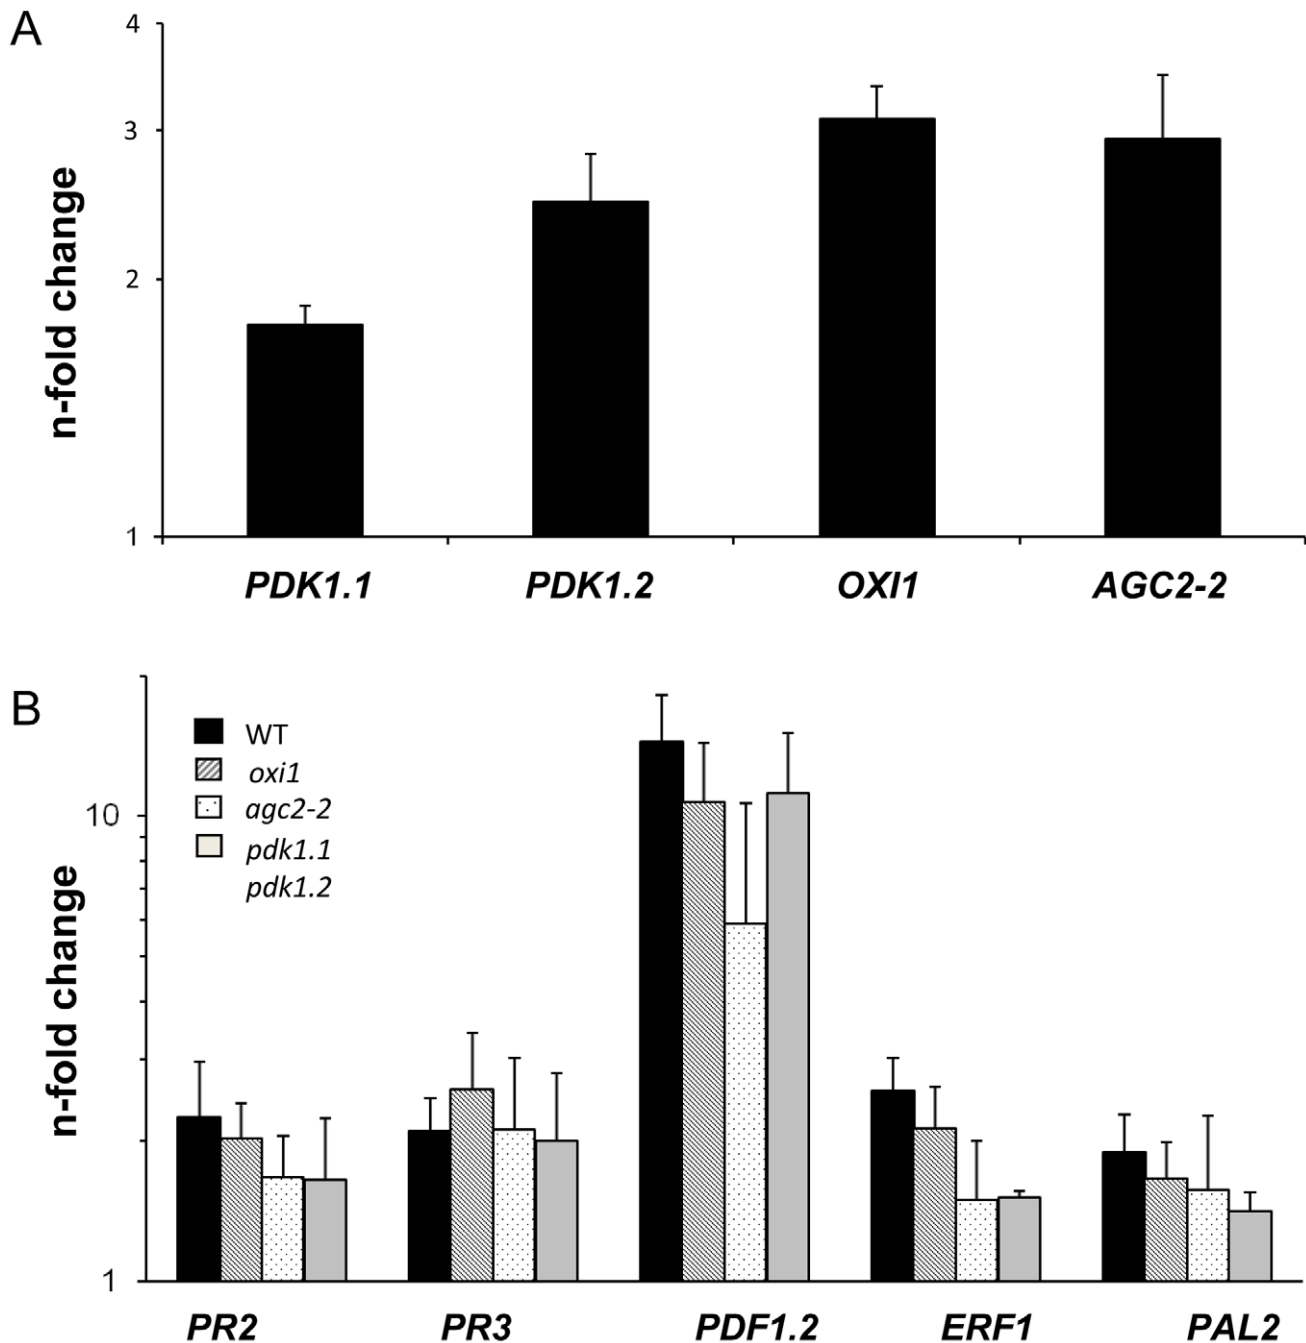 A
4
3
2
1
n-fold change
PDK1.1 PDK1.2 OXI1 AGC2-2
B
WT
oxi1
agc2-2
pdk1.1
pdk1.2
10
1
n-fold change
PR2 PR3 PDF1.2 ERF1 PAL2